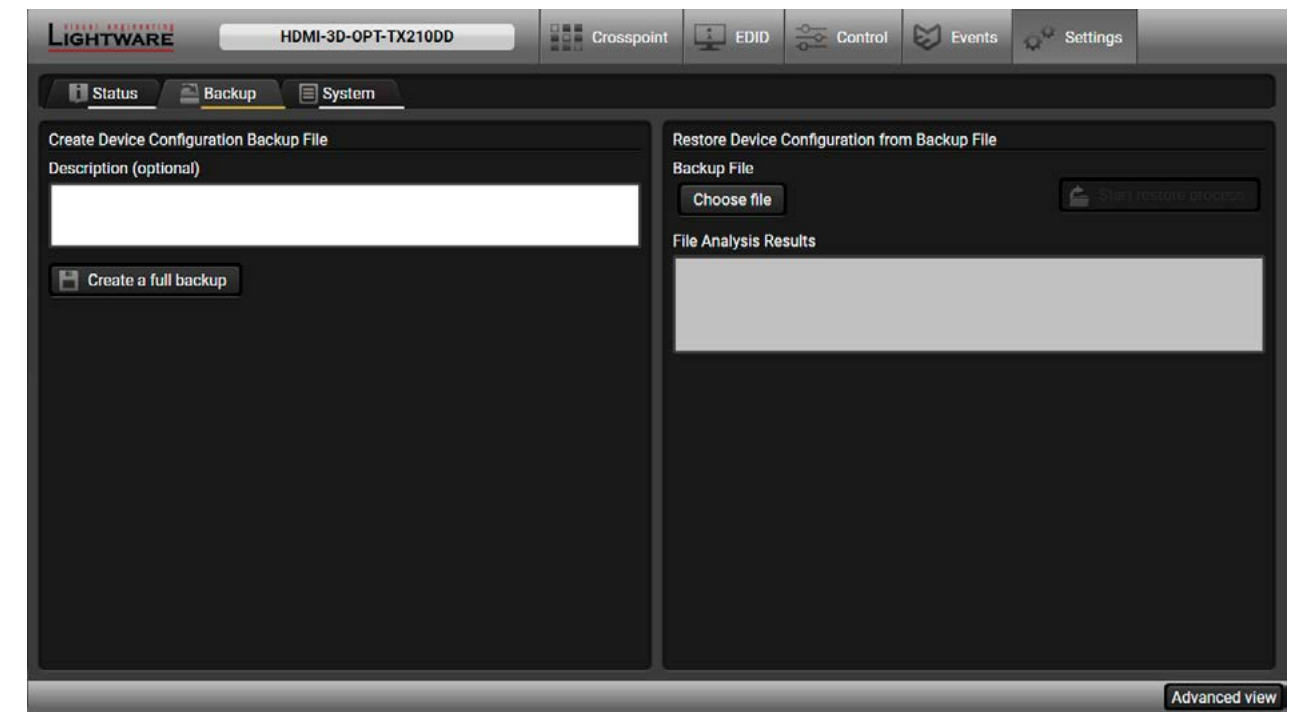 visual engineering
LIGHTWARE
HDMI-3D-OPT-TX210DD
Crosspoint
EDID
Control
Events
Settings
Status
Backup
System
Create Device Configuration Backup File
Description (optional)
Create a full backup
Restore Device Configuration from Backup File
Backup File
Choose file
Start restore process
File Analysis Results
Advanced view